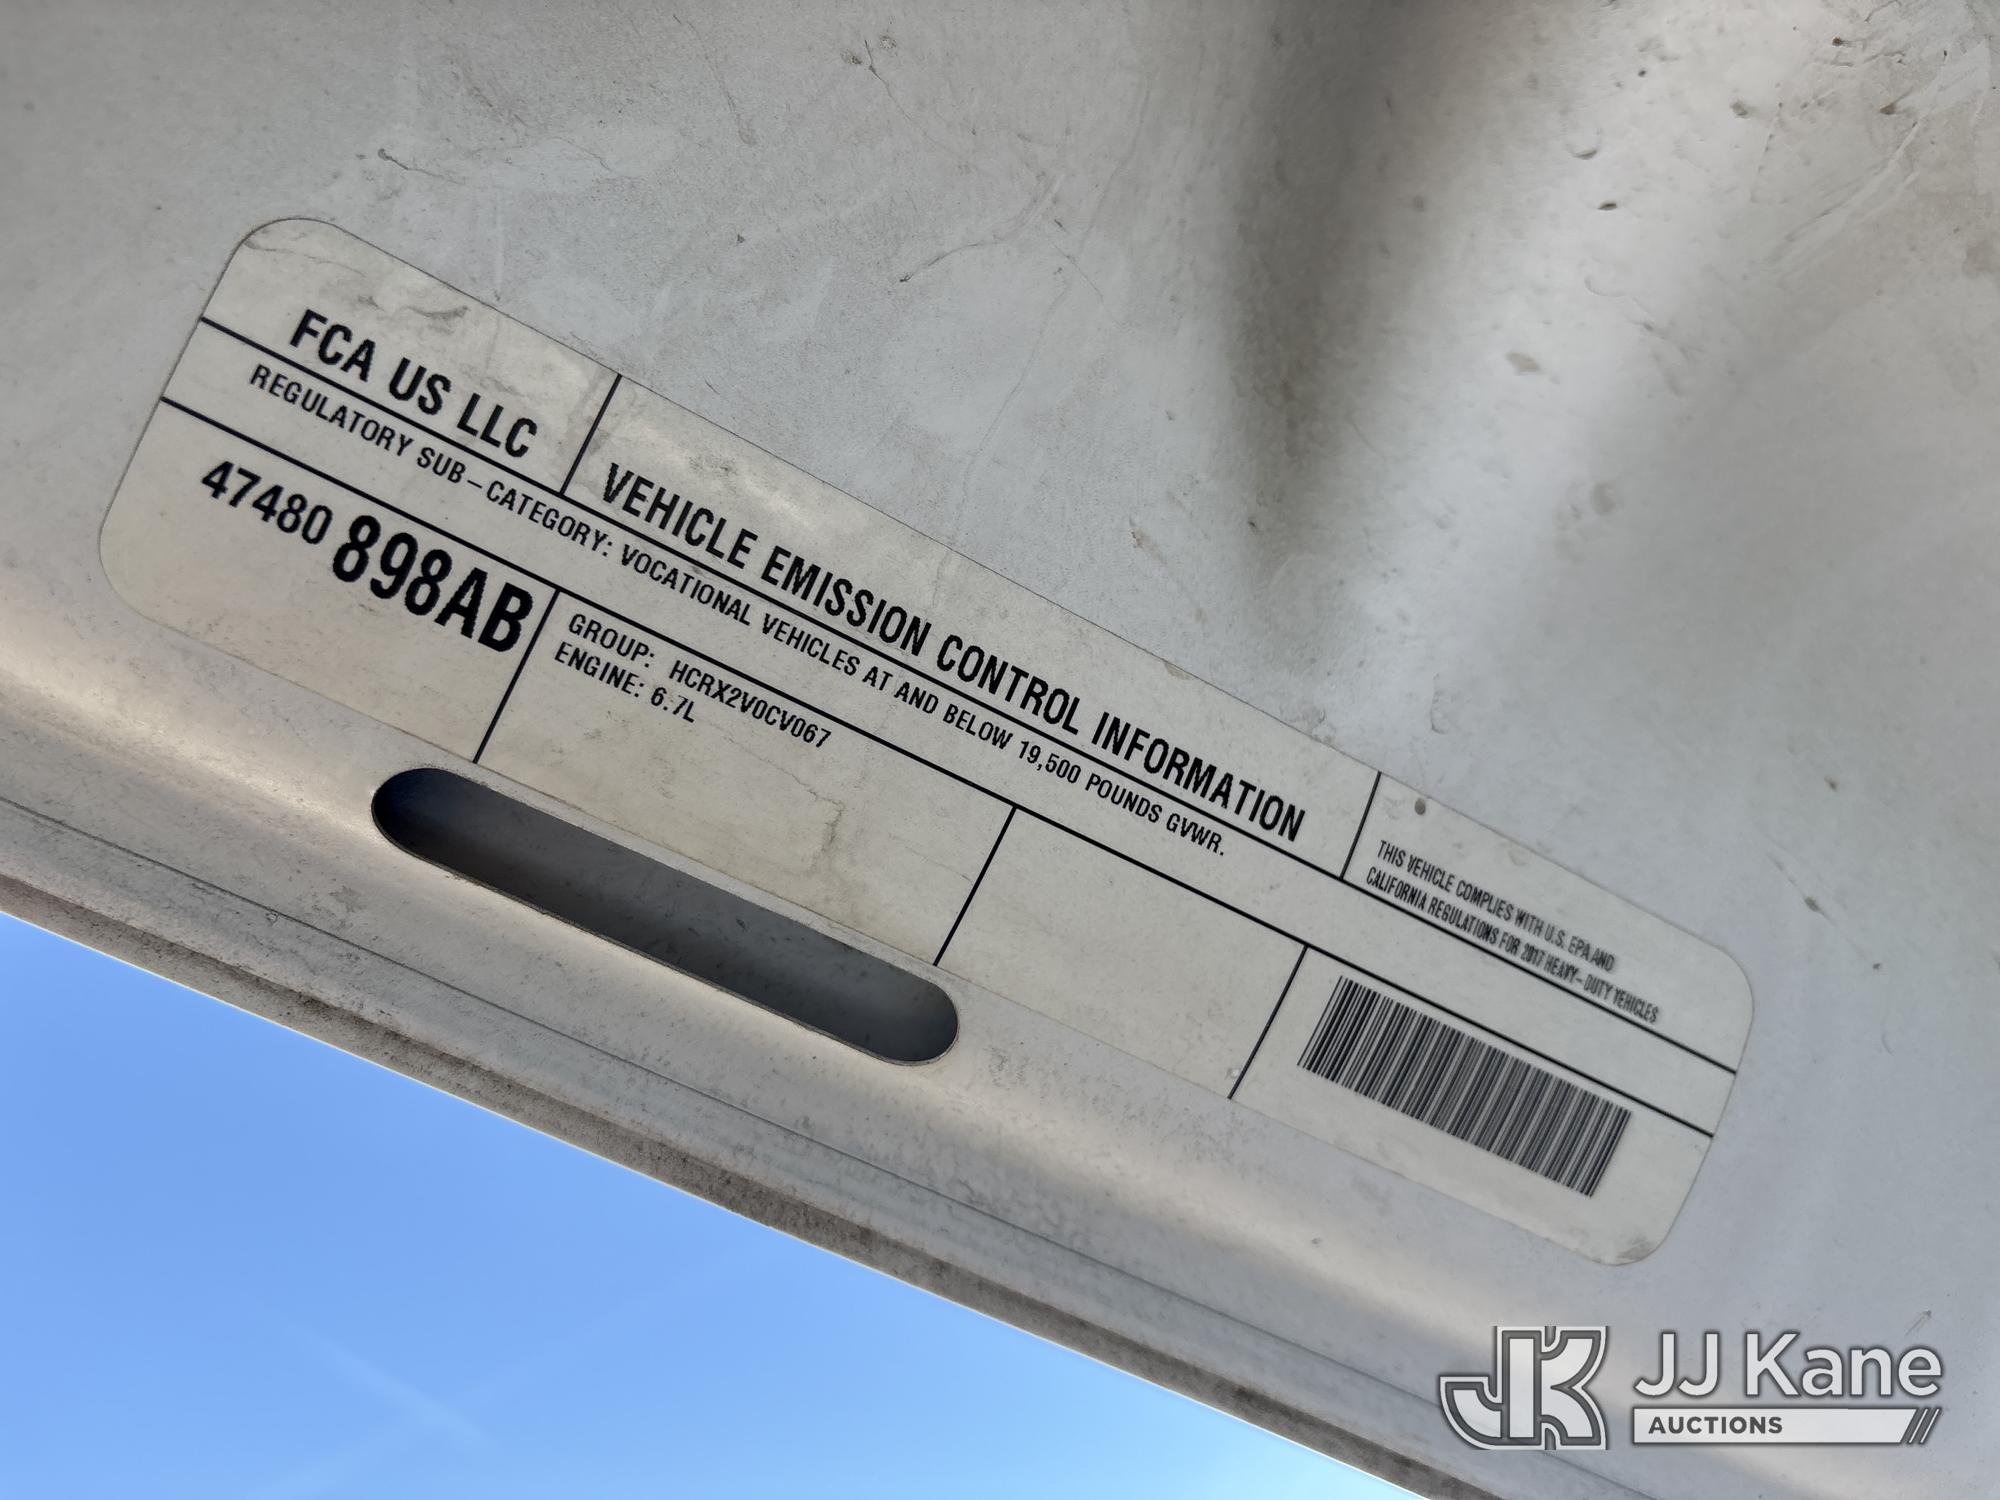 FCA US LLC
VEHICLE EMISSION CONTROL INFORMATION
THIS VEHICLE COMPLIES WITH U.S. EPA AND
CALIFORNIA REGULATIONS FOR 2017 HEAVY-DUTY VEHICLES
REGULATORY SUB-CATEGORY: VOCATIONAL VEHICLES AT AND BELOW 19,500 POUNDS GVWR.
47480 898AB
GROUP: HCRX2V0CV067
ENGINE: 6.7L
JK JJ Kane
AUCTIONS